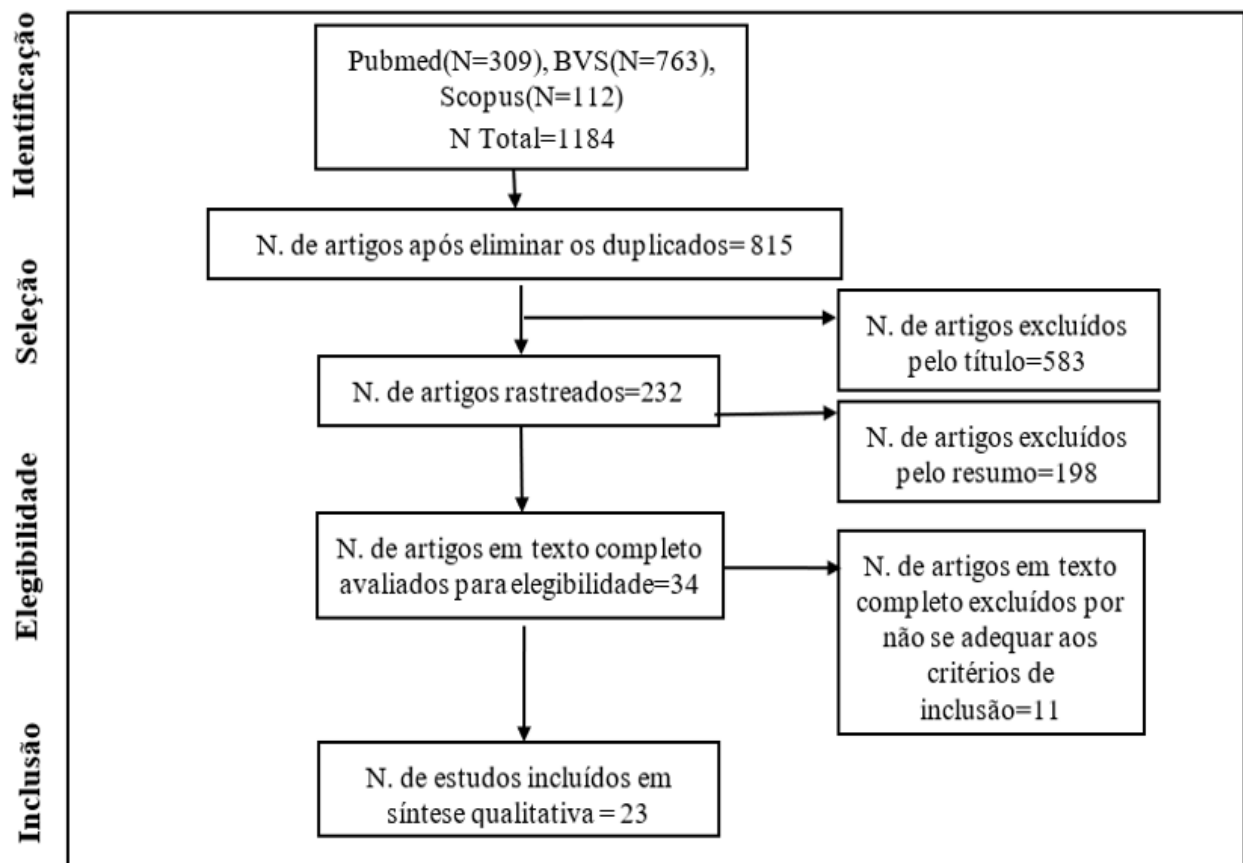 Identificação
Pubmed(N=309), BVS(N=763),
Scopus(N=112)
N Total=1184
N. de artigos após eliminar os duplicados= 815
Seleção
N. de artigos excluídos
pelo título=583
N. de artigos rastreados=232
N. de artigos excluídos
pelo resumo=198
Elegibilidade
N. de artigos em texto completo
avaliados para elegibilidade=34
N. de artigos em texto
completo excluídos por
não se adequar aos
critérios de
inclusão=11
Inclusão
N. de estudos incluídos em
síntese qualitativa = 23